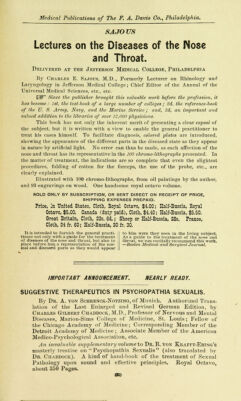 Medical Publications of The F. A. Davis Co., Philadelphia.
SAJOUS
Lectures on the Diseases of the Nose
and Throat.
DELIVERED AT THE JEFFERSON MEDICAL COLLEGE, PHILADELPHIA
By CHARLES E. SAJOUS, M.D., Formerly Lecturer on Rhinology and
Laryngology in Jefferson Medical College; Chief Editor of the Annual of the
Universal Medical Sciences, etc., etc.
Since the publisher brought this valuable work before the profession, it
has become: 1st, the text-book of a large number of colleges; 2d, the reference-book
of the U. S. Army, Navy, and the Marine Service; and, 3d, an important and
valued addition to the libraries of over 12,000 physicians.
This book has not only the inherent merit of presenting a clear exposé of
the subject, but it is written with a view to enable the general practitioner to
treat his cases himself. To facilitate diagnosis, colored plates are introduced,
showing the appearance of the different parts in the diseased state as they appear
in nature by artificial light. No error can thus be made, as each affection of the
nose and throat has its representative in the 100 chromo-lithographs presented. In
the matter of treatment, the indications are so complete that even the slightest
procedures, folding of cotton for the forceps, the use of the probe, etc., are
clearly explained.
Illustrated with 100 chromo-lithographs, from oil paintings by the author,
and 93 engravings on wood. One handsome royal octavo volume.
SOLD ONLY BY SUBSCRIPTION, OR SENT DIRECT ON RECEIPT OF PRICE,
SHIPPING EXPENSES PREPAID.
Price, in United States, Cloth, Royal Octavo, $4.00; Half-Russia, Royal
Octavo, $5.00. Canada (duty paid), Cloth, $4.40; Half-Russia, $5.50.
Great Britain, Cloth, 22s. 6d.; Sheep or Half-Russia, 28s. France,
Cloth, 24 fr. 60; Half-Russia, 30 fr. 30.
It is intended to furnish the general practitioner not only with a guide for the treatment
of diseases of the nose and throat, but also to
place before him a representation of the normal and diseased parts as they would appear
to him were they seen in the living subject.
As a guide to the treatment of the nose and
throat, we can cordially recommend this work.
—Boston Medical and Surgical Journal.
IMPORTANT ANNOUNCEMENT. NEARLY READY.
SUGGESTIVE THERAPEUTICS IN PSYCHOPATHIA SEXUALIS.
By DR. A. VON SCHRENCK-NOTZING, of Munich. Authorized Translation
of the Last Enlarged and Revised German Edition, by
CHARLES GILBERT CHADDOCK, M.D., Professor of Nervous and Mental
Diseases, Marion-Sims College of Medicine, St. Louis; Fellow of
the Chicago Academy of Medicine; Corresponding Member of the
Detroit Academy of Medicine; Associate Member of the American
Medico-Psychological Association, etc.
An invaluable supplementary volume to DR. R. VON KRAFFT-EBING'S
masterly treatise on "Psychopathia Sexualis" (also translated by
DR. CHADDOCK). A kind of hand-book of the treatment of Sexual
Pathology upon sound and effective principles. Royal Octavo,
about 350 Pages.